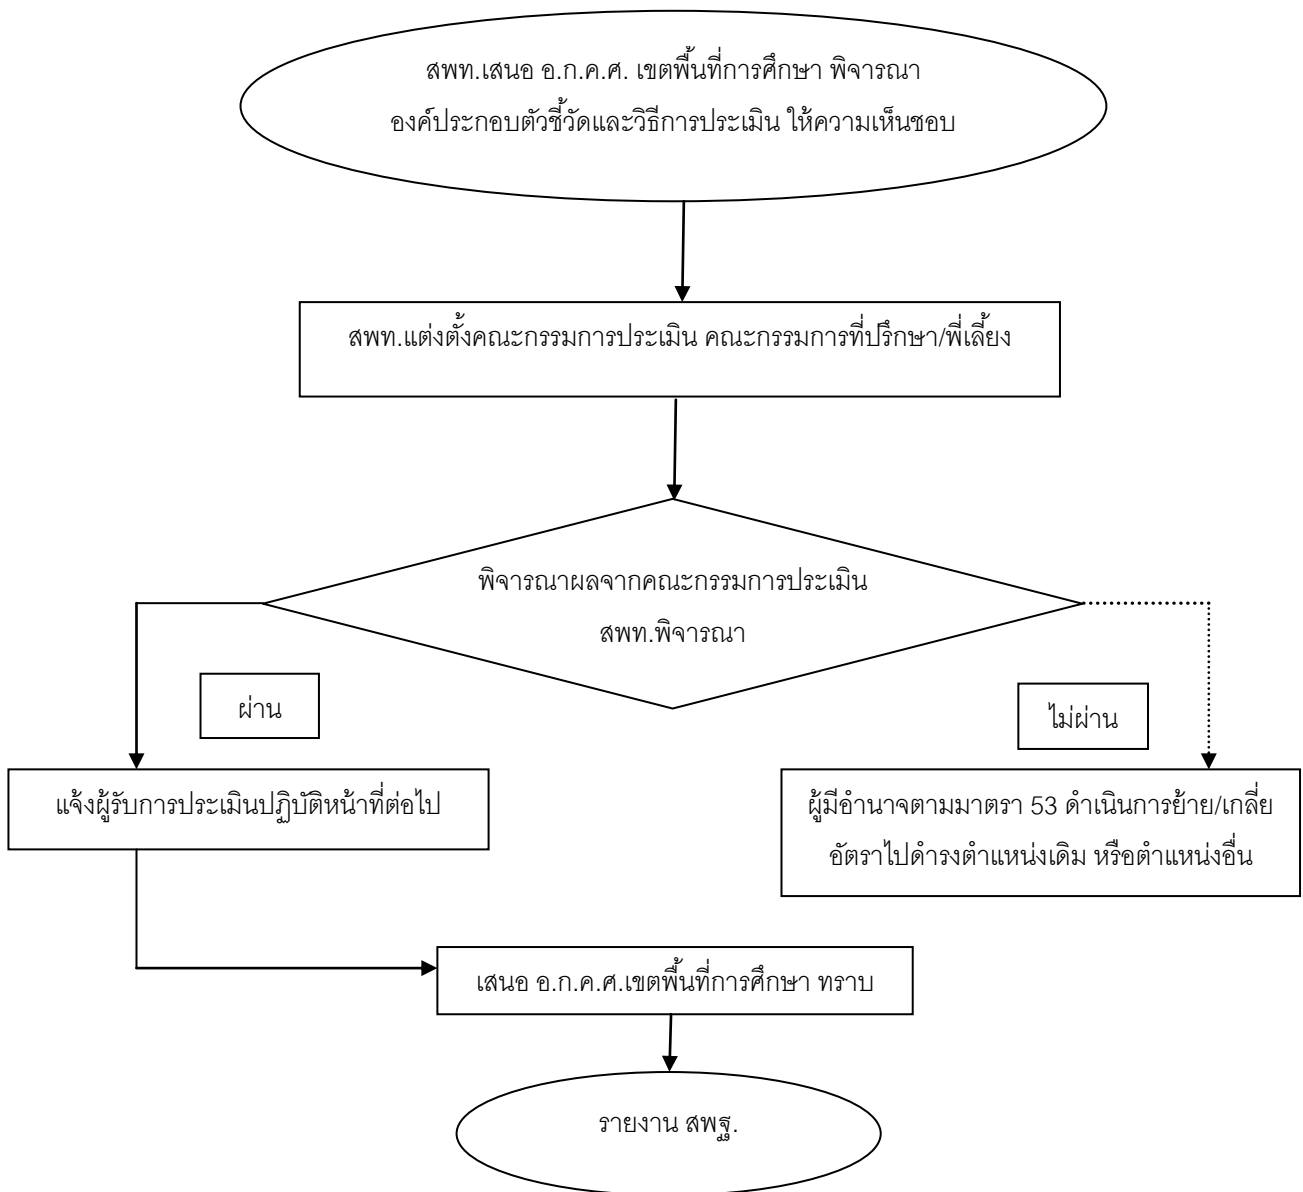 สพท.เสนอ อ.ก.ค.ศ. เขตพื้นที่การศึกษา พิจารณา
องค์ประกอบตัวชี้วัดและวิธีการประเมิน ให้ความเห็นชอบ
สพท.แต่งตั้งคณะกรรมการประเมิน คณะกรรมการที่ปรึกษา/พี่เลี้ยง
พิจารณาผลจากคณะกรรมการประเมิน
สพท.พิจารณา
ผ่าน
ไม่ผ่าน
แจ้งผู้รับการประเมินปฏิบัติหน้าที่ต่อไป
ผู้มีอำนาจตามมาตรา 53 ดำเนินการย้าย/เกลี่ย
อัตราไปดำรงตำแหน่งเดิม หรือตำแหน่งอื่น
เสนอ อ.ก.ค.ศ.เขตพื้นที่การศึกษา ทราบ
รายงาน สพฐ.